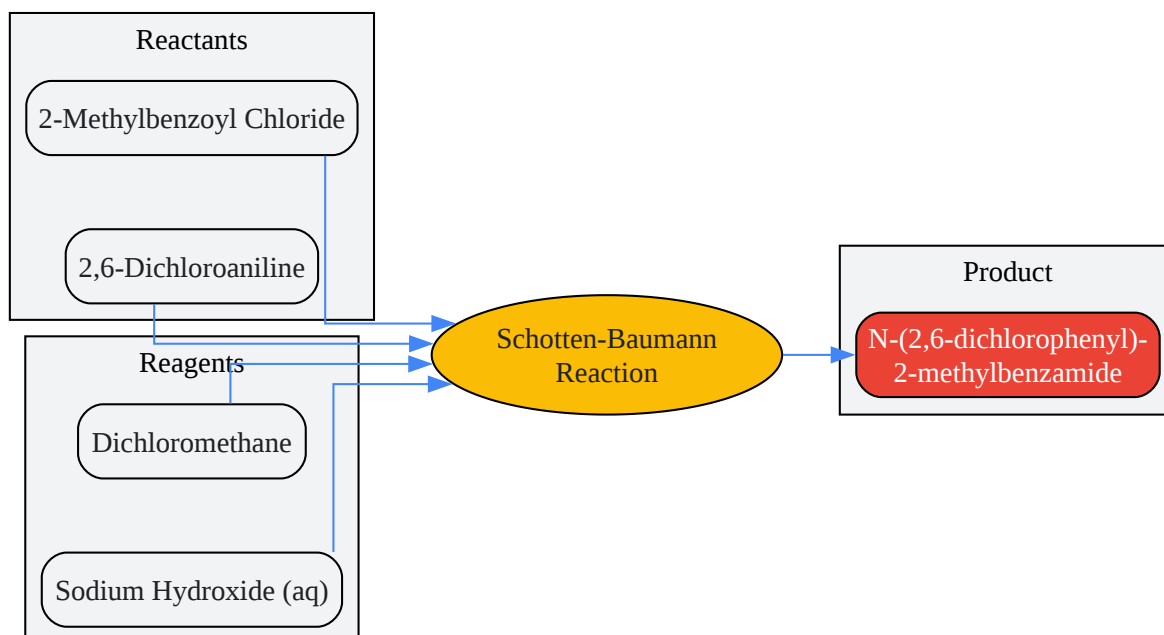 Reactants
2-Methylbenzoyl Chloride
2,6-Dichloroaniline
Reagents
Dichloromethane
Sodium Hydroxide (aq)
Schotten-Baumann
Reaction
Product
N-(2,6-dichlorophenyl)-
2-methylbenzamide